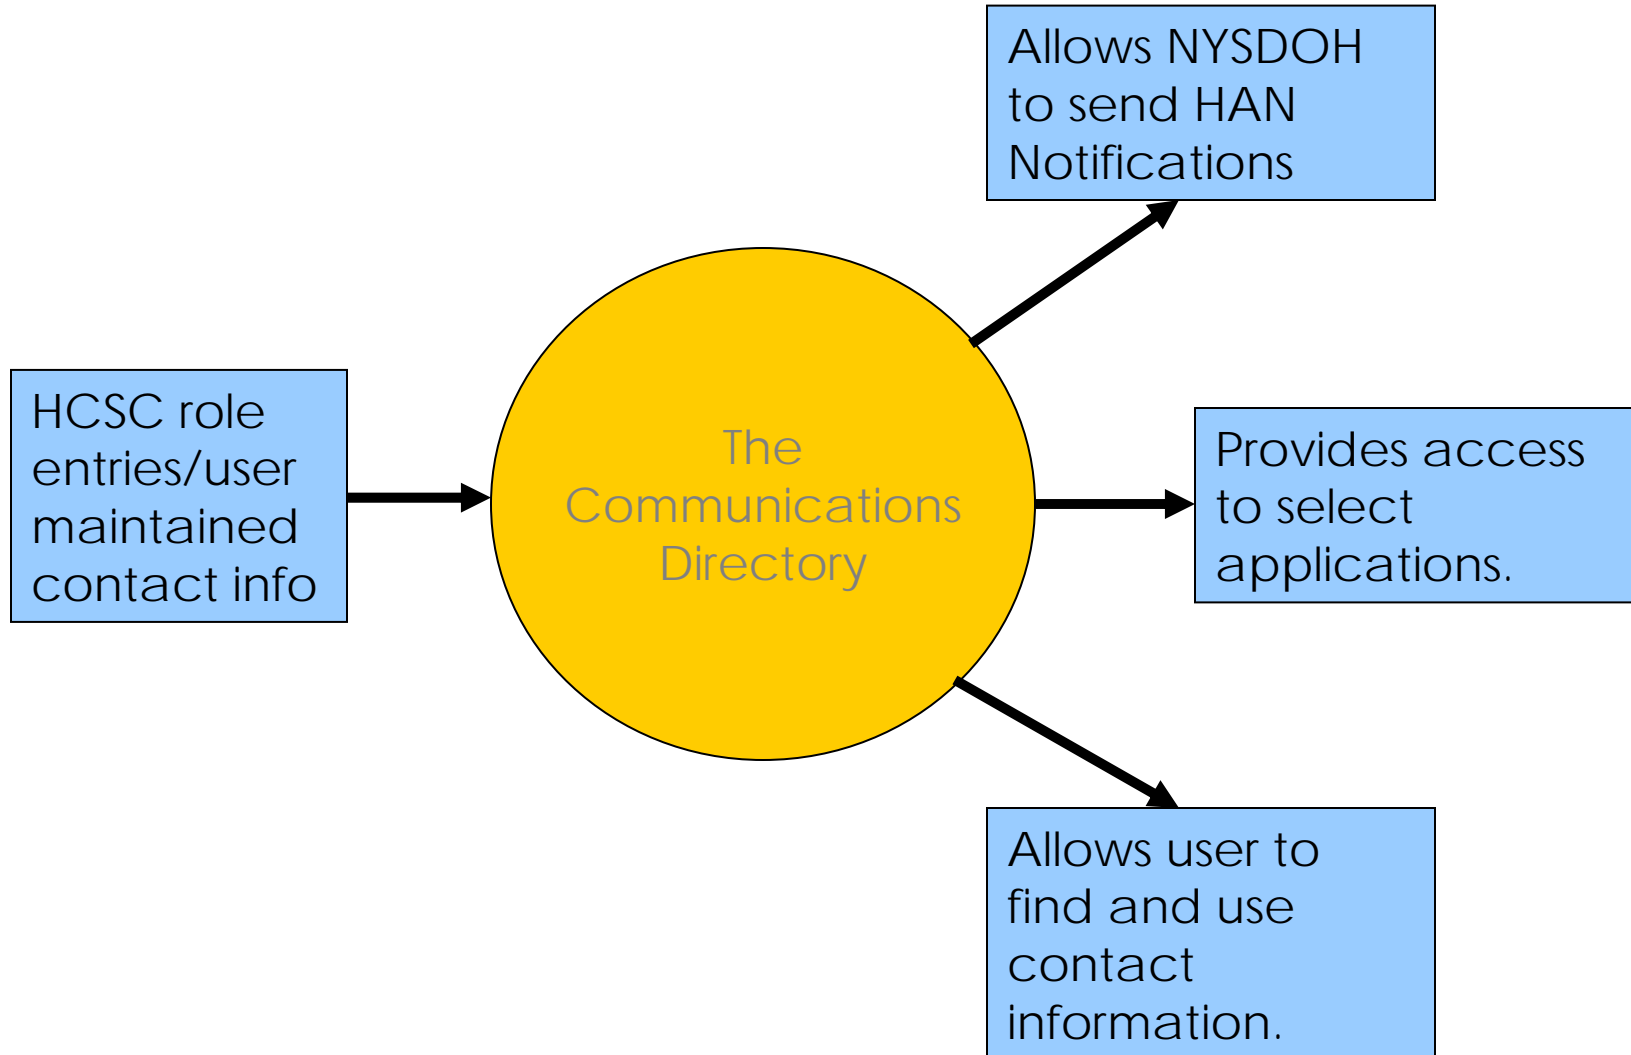 Allows NYSDOH
to send HAN
Notifications
HCSC role
entries/user
maintained
contact info
The
Communications
Directory
Provides access
to select
applications.
Allows user to
find and use
contact
information.